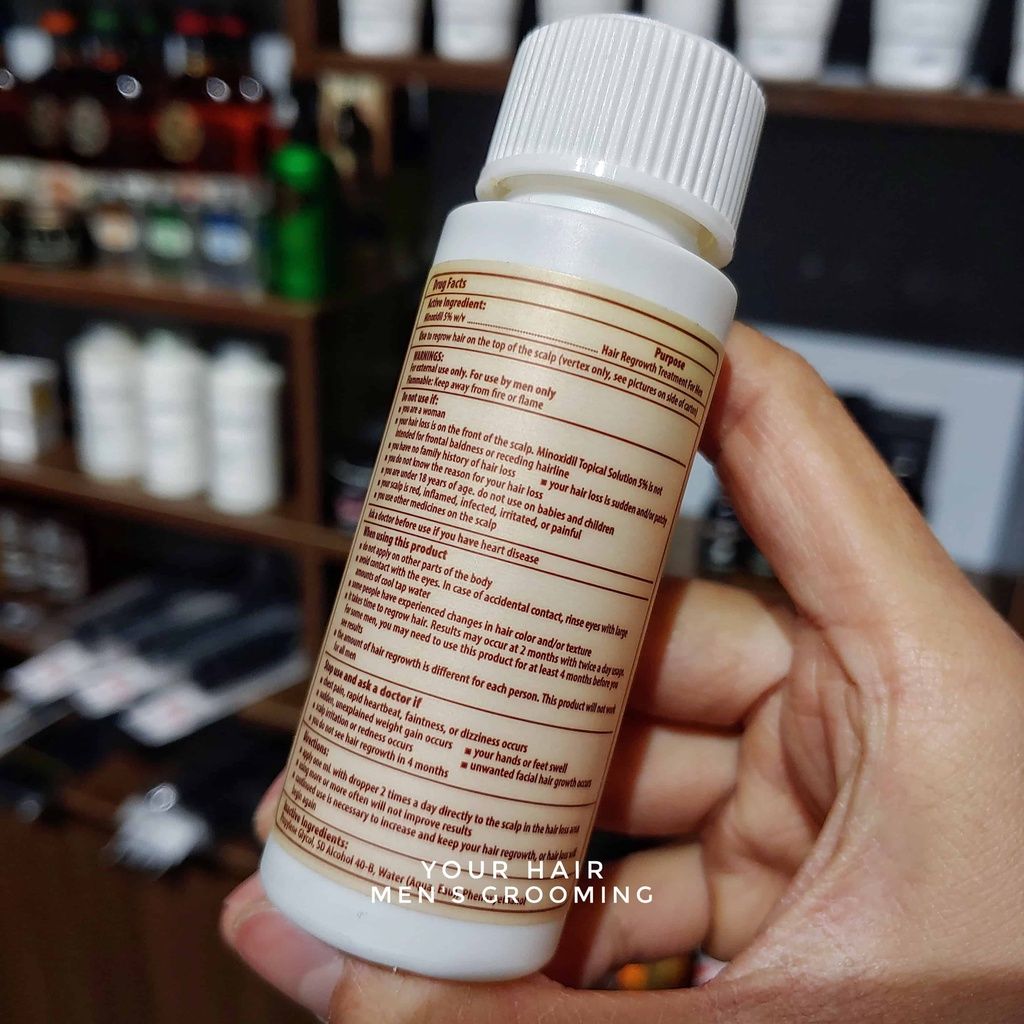 Drug Facts
Active Ingredient:
Purpose
Minoxidil 5% w/v ........................ Hair Regrowth Treatment For Men
Use to regrow hair on the top of the scalp (vertex only, see pictures on side of carton)
WARNINGS:
For external use only. For use by men only
Flammable: Keep away from fire or flame
Do not use if:
▪ you are a woman
▪ your hair loss is on the front of the scalp. Minoxidil Topical Solution 5% is not
intended for frontal baldness or receding hairline
▪ you have no family history of hair loss ▪ your hair loss is sudden and/or patchy
▪ you do not know the reason for your hair loss
▪ you are under 18 years of age. do not use on babies and children
▪ your scalp is red, inflamed, infected, irritated, or painful
▪ you use other medicines on the scalp
Ask a doctor before use if you have heart disease
When using this product
▪ do not apply on other parts of the body
▪ avoid contact with the eyes. In case of accidental contact, rinse eyes with large
amounts of cool tap water
▪ some people have experienced changes in hair color and/or texture
▪ it takes time to regrow hair. Results may occur at 2 months with twice a day usage.
for some men, you may need to use this product for at least 4 months before you
see results
▪ the amount of hair regrowth is different for each person. This product will not work
for all men
Stop use and ask a doctor if
▪ chest pain, rapid heartbeat, faintness, or dizziness occurs
▪ sudden, unexplained weight gain occurs ▪ your hands or feet swell
▪ scalp irritation or redness occurs ▪ unwanted facial hair growth occurs
▪ you do not see hair regrowth in 4 months
Directions:
▪ apply one mL with dropper 2 times a day directly to the scalp in the hair loss area
▪ using more or more often will not improve results
▪ continued use is necessary to increase and keep your hair regrowth, or hair loss will
begin again
Inactive Ingredients:
Propylene Glycol, SD Alcohol 40-B, Water (Aqua,
YOUR HAIR
MEN'S GROOMING